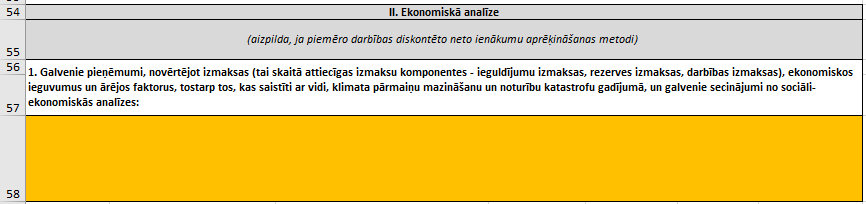 54
II. Ekonomiskā analīze
(aizpilda, ja piemēro darbības diskontēto neto ienākumu aprēķināšanas metodi)
55
56
1. Galvenie pieņēmumi, novērtējot izmaksas (tai skaitā attiecīgas izmaksu komponentes - ieguldījumu izmaksas, rezerves izmaksas, darbības izmaksas), ekonomiskos
ieguvumus un ārējos faktorus, tostarp tos, kas saistīti ar vidi, klimata pārmaiņu mazināšanu un noturību katastrofu gadījumā, un galvenie secinājumi no sociāli-
ekonomiskās analīzes:
57
58